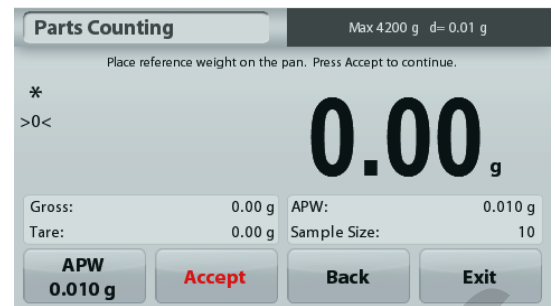 Parts Counting
Max 4200 g d= 0.01 g
Place reference weight on the pan. Press Accept to continue.
*
>0<
0.00 g
Gross: 0.00 g
Tare: 0.00 g
APW: 0.010 g
Sample Size: 10
APW
0.010 g
Accept
Back
Exit